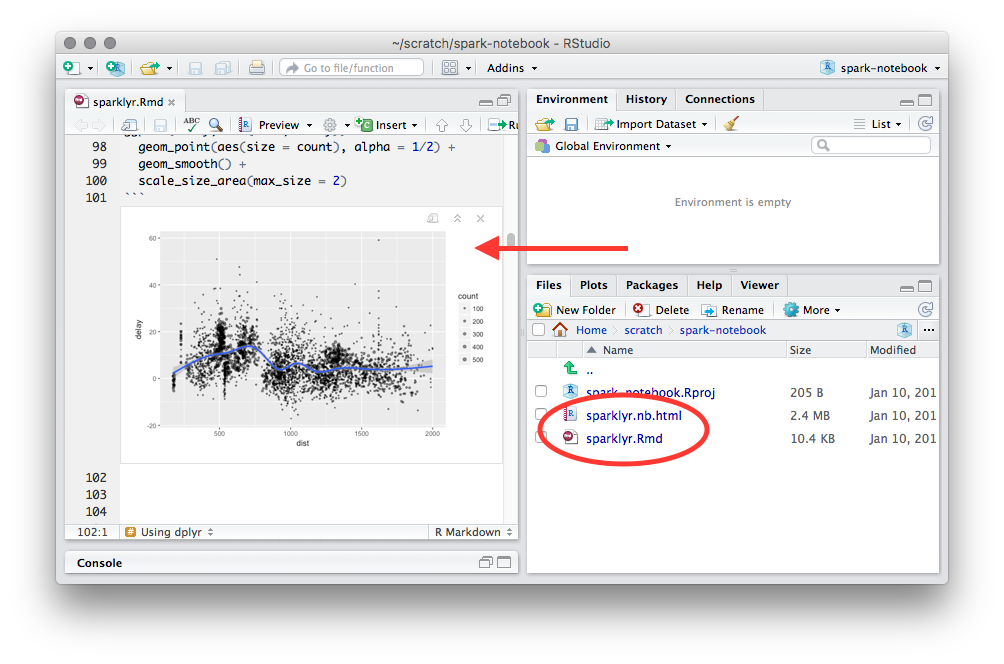 ~/scratch/spark-notebook - RStudio
Go to file/function
Addins
spark-notebook
sparklyr.Rmd
ABC
Preview
Insert
Ru
98 geom_point(aes(size = count), alpha = 1/2) +
99 geom_smooth() +
100 scale_size_area(max_size = 2)
101 ```
60
40
20
0
-20
delay
500
1000
1500
2000
dist
count
100
200
300
400
500
102
103
104
102:1
Using dplyr
R Markdown
Console
Environment
History
Connections
Import Dataset
List
Global Environment
Environment is empty
Files
Plots
Packages
Help
Viewer
New Folder
Delete
Rename
More
Home
scratch
spark-notebook
Name
Size
Modified
..
spark-notebook.Rproj
205 B
Jan 10, 201
sparklyr.nb.html
2.4 MB
Jan 10, 201
sparklyr.Rmd
10.4 KB
Jan 10, 201